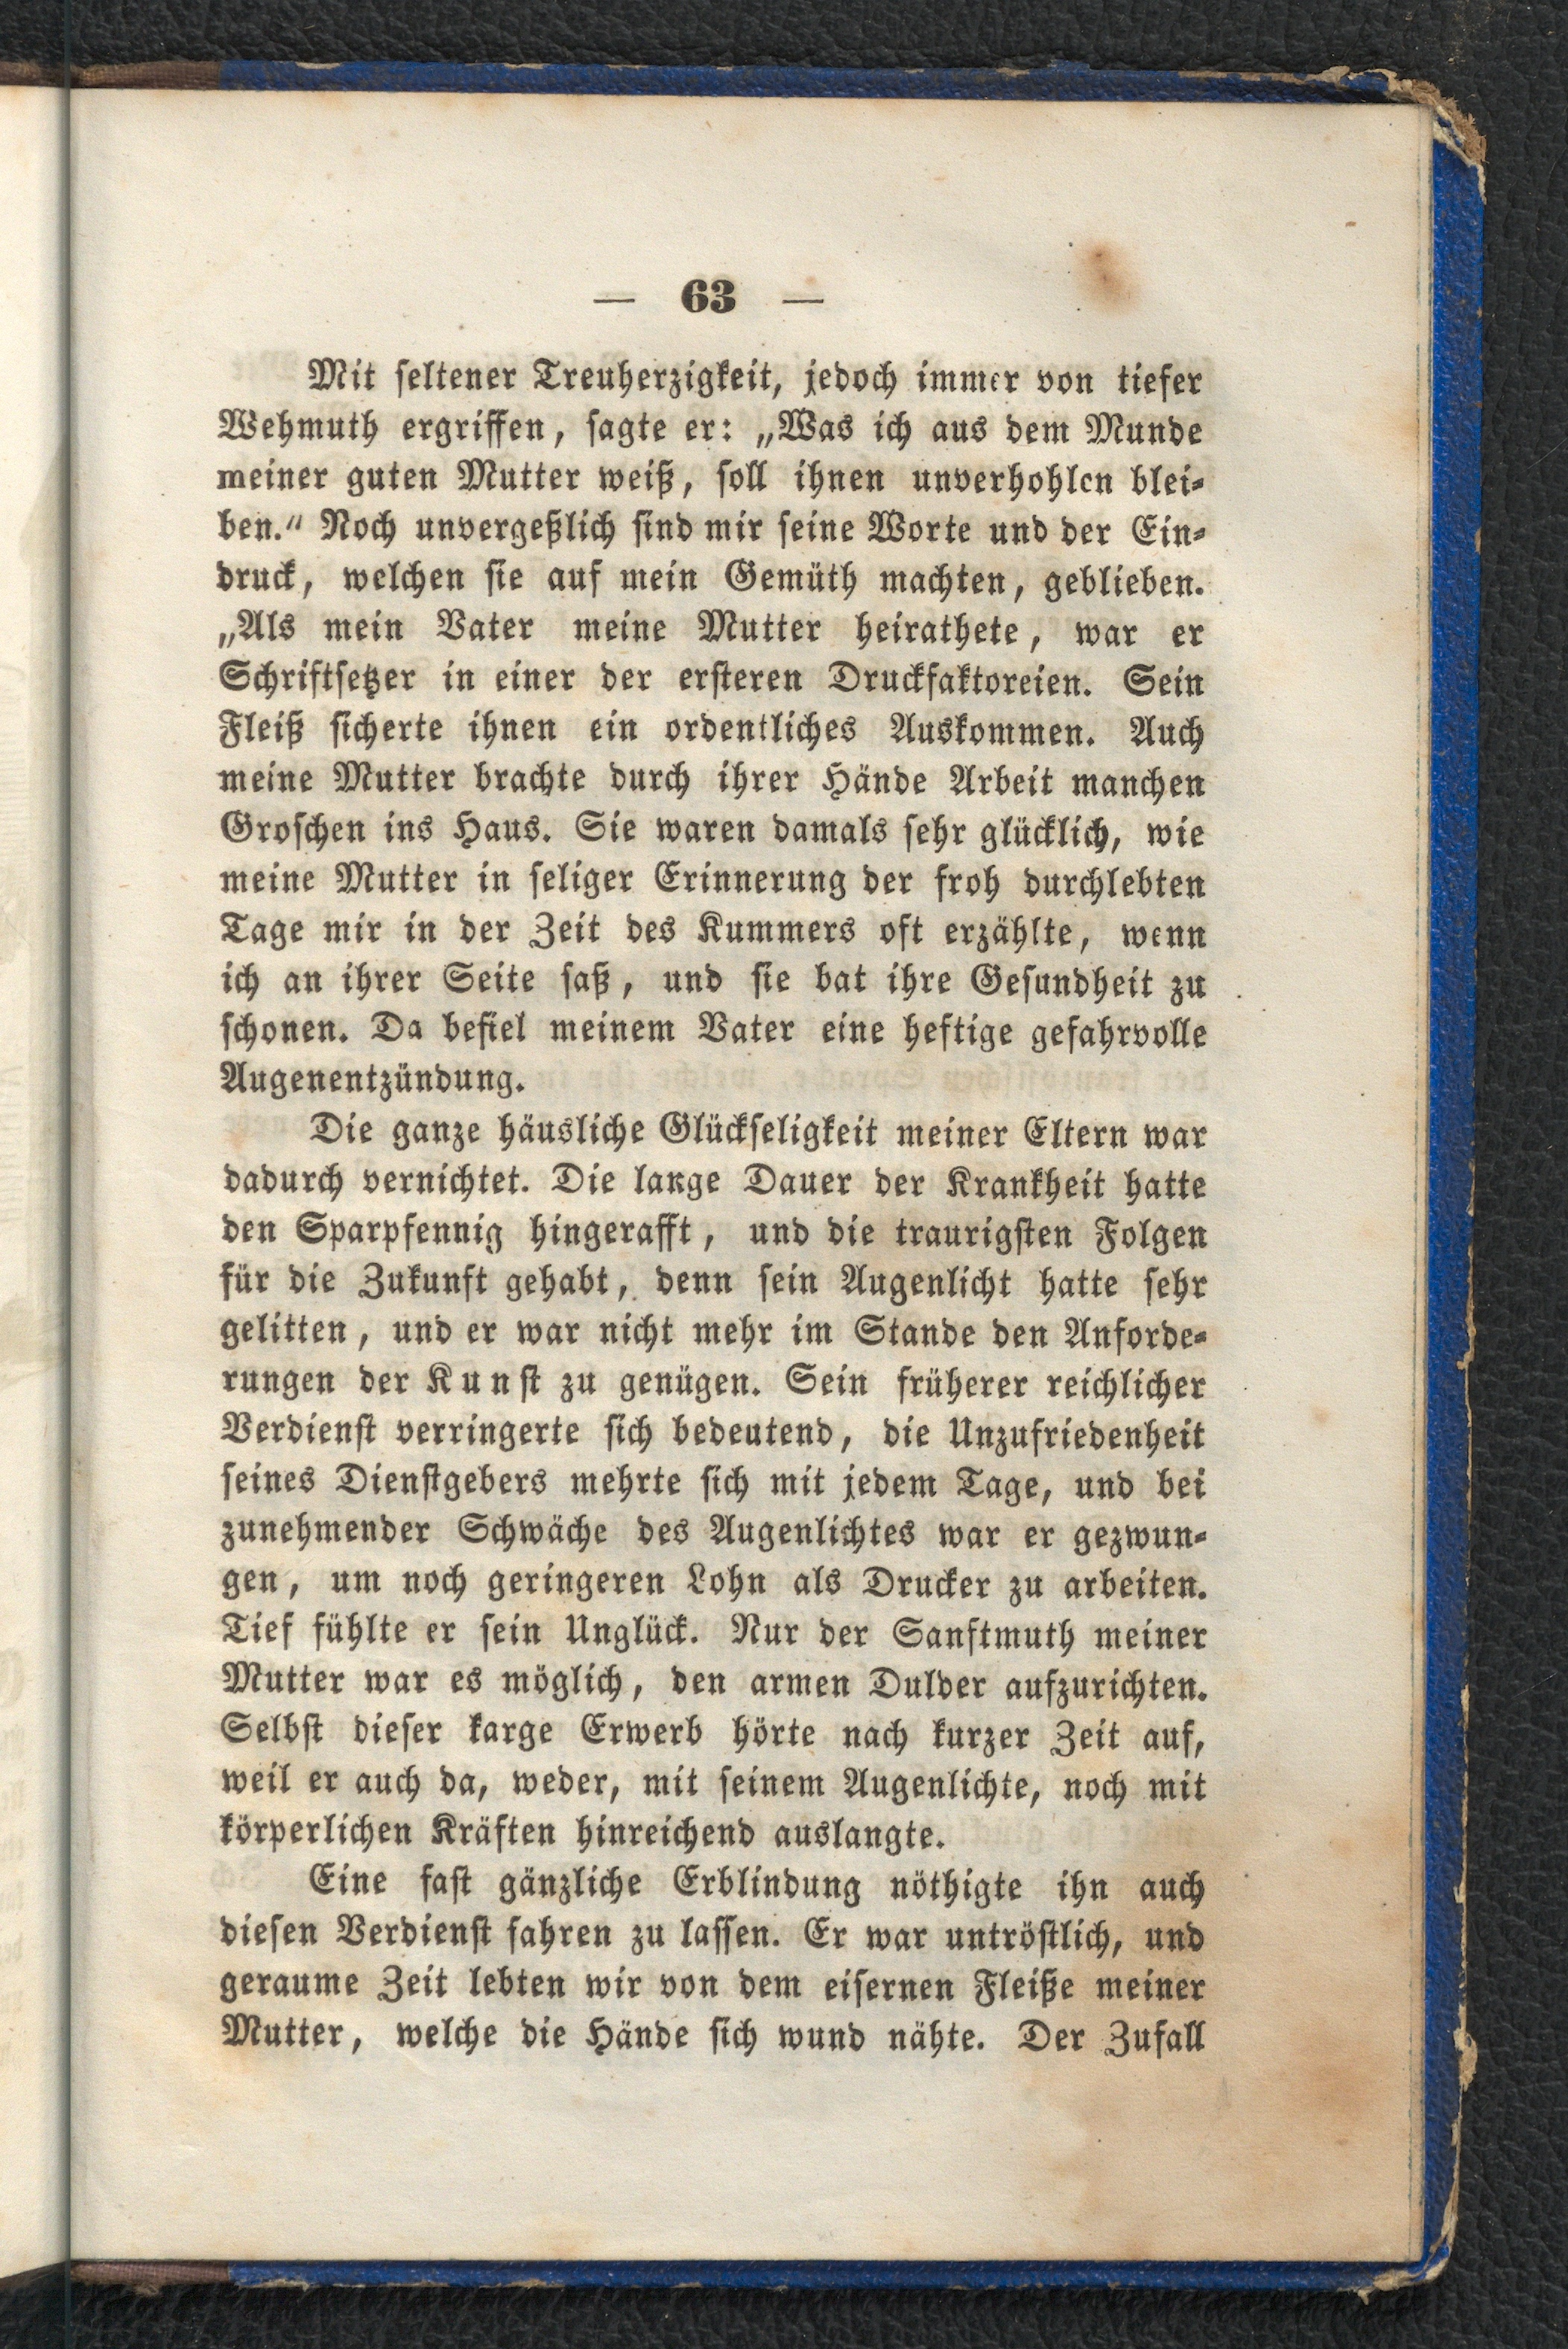 — 63 —
Mit seltener Treuherzigkeit, jedoch immer von tiefer
Wehmuth ergriffen, sagte er: „Was ich aus dem Munde
meiner guten Mutter weiß, soll ihnen unverhohlen blei-
ben.“ Noch unvergeßlich sind mir seine Worte und der Ein-
druck, welchen sie auf mein Gemüth machten, geblieben.
„Als mein Vater meine Mutter heirathete, war er
Schriftsetzer in einer der ersteren Druckfaktoreien. Sein
Fleiß sicherte ihnen ein ordentliches Auskommen. Auch
meine Mutter brachte durch ihrer Hände Arbeit manchen
Groschen ins Haus. Sie waren damals sehr glücklich, wie
meine Mutter in seliger Erinnerung der froh durchlebten
Tage mir in der Zeit des Kummers oft erzählte, wenn
ich an ihrer Seite saß, und sie bat ihre Gesundheit zu
schonen. Da befiel meinem Vater eine heftige gefahrvolle
Augenentzündung.
Die ganze häusliche Glückseligkeit meiner Eltern war
dadurch vernichtet. Die lange Dauer der Krankheit hatte
den Sparpfennig hingerafft, und die traurigsten Folgen
für die Zukunft gehabt, denn sein Augenlicht hatte sehr
gelitten, und er war nicht mehr im Stande den Anforde-
rungen der Kunst zu genügen. Sein früherer reichlicher
Verdienst verringerte sich bedeutend, die Unzufriedenheit
seines Dienstgebers mehrte sich mit jedem Tage, und bei
zunehmender Schwäche des Augenlichtes war er gezwun-
gen, um noch geringeren Lohn als Drucker zu arbeiten.
Tief fühlte er sein Unglück. Nur der Sanftmuth meiner
Mutter war es möglich, den armen Dulder aufzurichten.
Selbst dieser karge Erwerb hörte nach kurzer Zeit auf,
weil er auch da, weder, mit seinem Augenlichte, noch mit
körperlichen Kräften hinreichend auslangte.
Eine fast gänzliche Erblindung nöthigte ihn auch
diesen Verdienst fahren zu lassen. Er war untröstlich, und
geraume Zeit lebten wir von dem eisernen Fleiße meiner
Mutter, welche die Hände sich wund nähte. Der Zufall